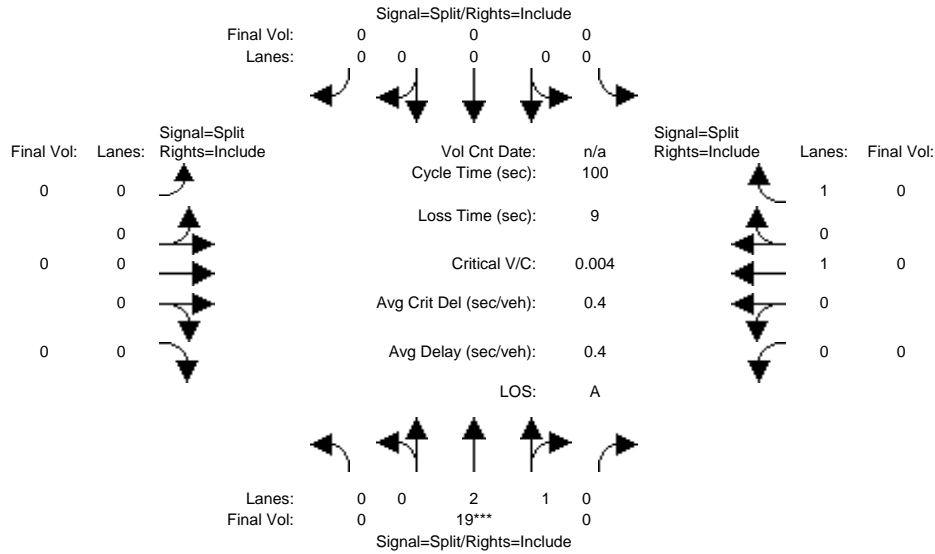 Signal=Split/Rights=Include
Final Vol: 0 0 0
Lanes: 0 0 0 0 0
Signal=Split Signal=Split
Final Vol: Lanes: Rights=Include Vol Cnt Date: n/a Rights=Include Lanes: Final Vol:
Cycle Time (sec): 100
0 0 1 0
Loss Time (sec): 9
0 0
0 0 Critical V/C: 0.004 1 0
0 Avg Crit Del (sec/veh): 0.4 0
0 0 Avg Delay (sec/veh): 0.4 0 0
LOS: A
Lanes: 0 0 2 1 0
Final Vol: 0 19*** 0
Signal=Split/Rights=Include